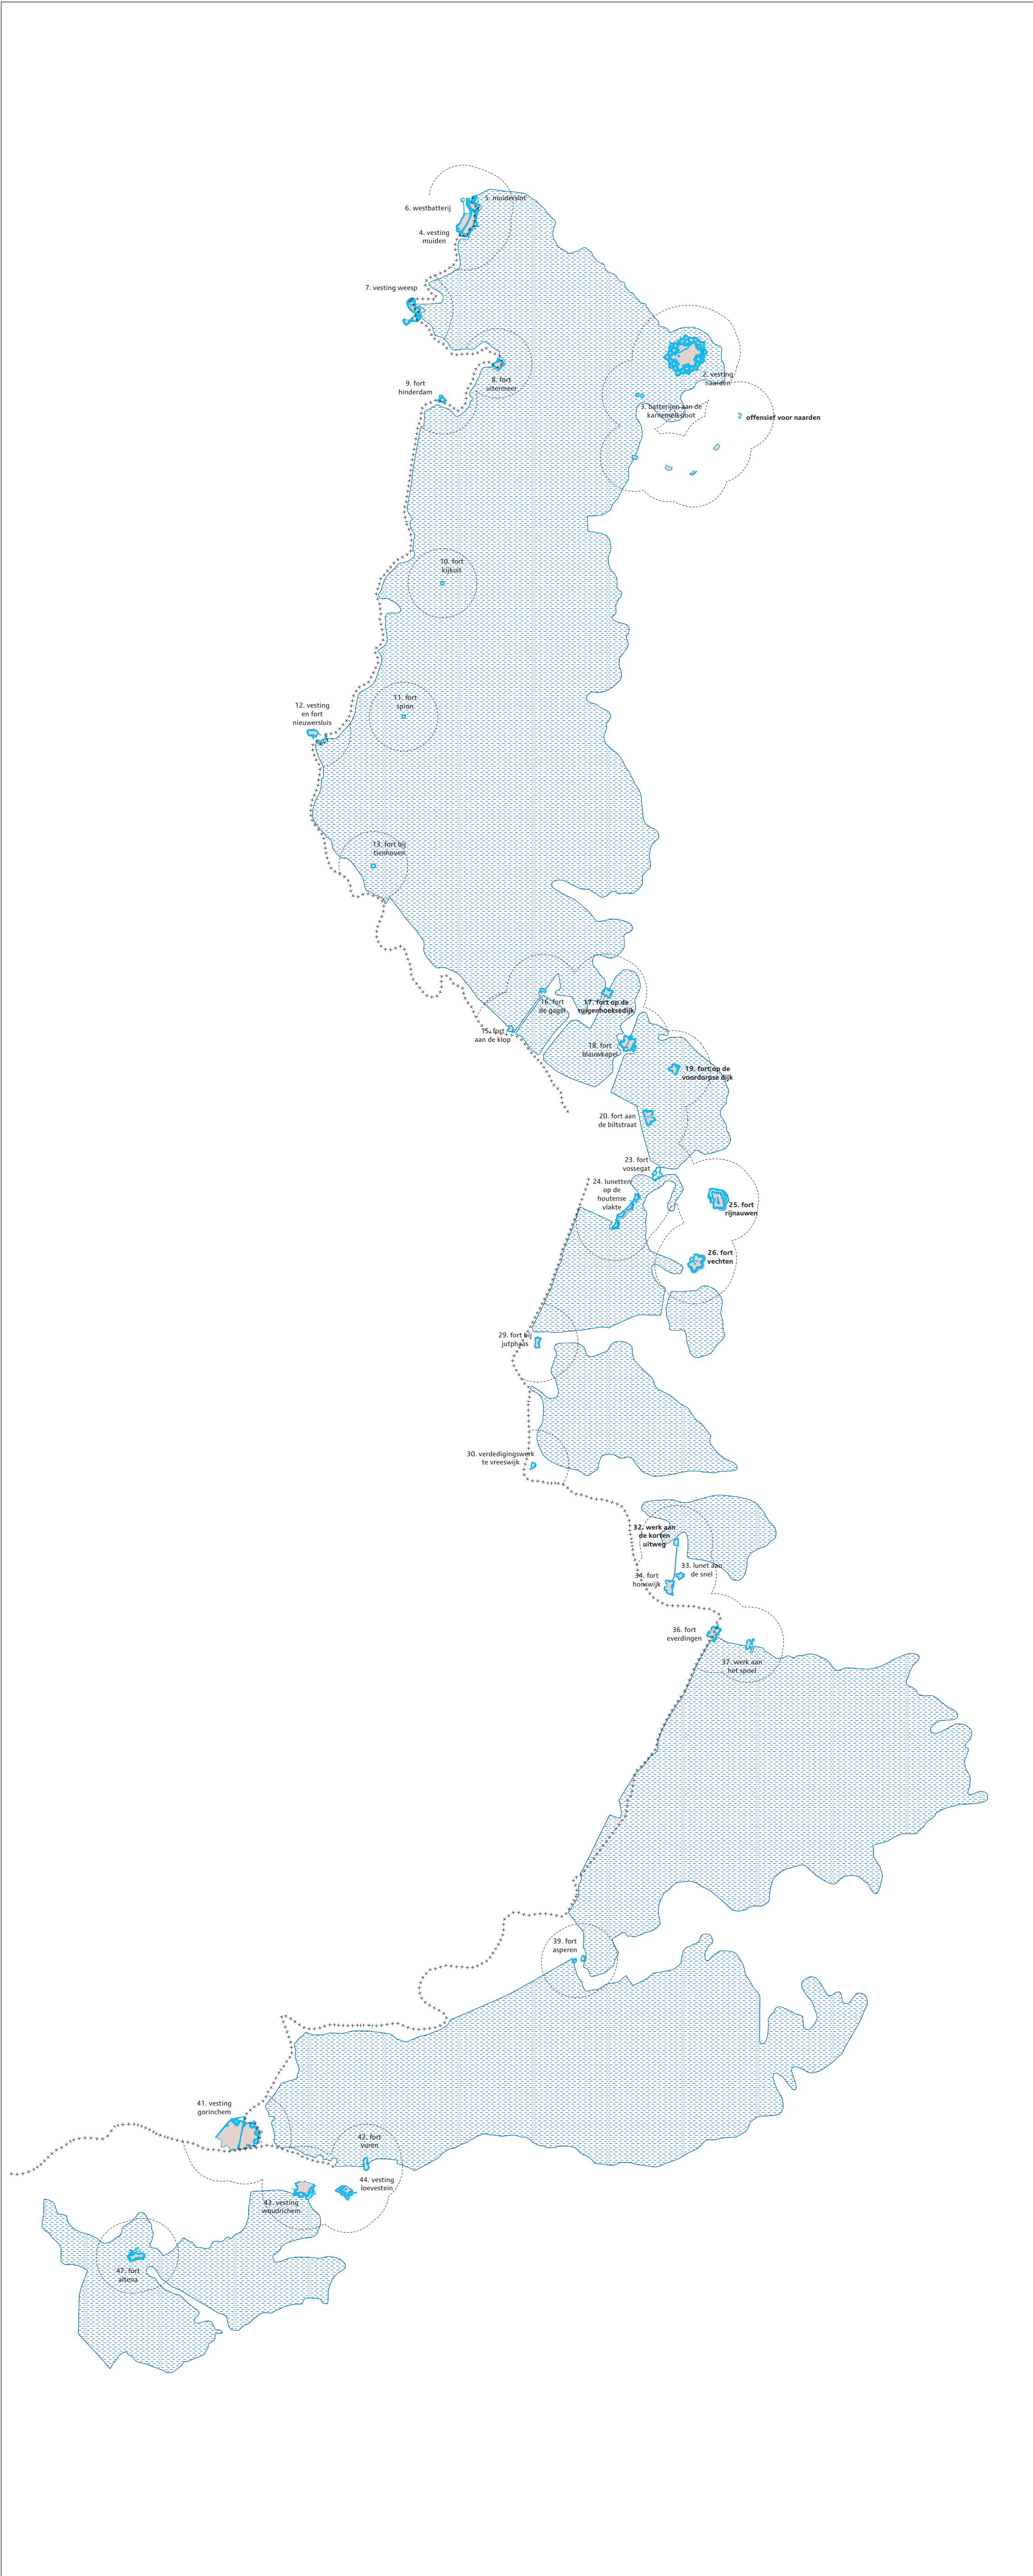 5. muiderslot
6. westbatterij
4. vesting
muiden
7. vesting weesp
2. vesting
naarden
8. fort
uitermeer
9. fort
hinderdam
3. batterijen aan de
karnemelksloot
offensief voor naarden
10. fort
kijkuit
11. fort
spion
12. vesting
en fort
nieuwersluis
13. fort bij
tienhoven
16. fort
de gagel
17. fort op de
ruigenhoeksedijk
15. fort
aan de klop
18. fort
blauwkapel
19. fort op de
voordorpse dijk
20. fort aan
de biltstraat
23. fort
vossegat
24. lunetten
op de
houtense
vlakte
25. fort
rijnauwen
26. fort
vechten
29. fort bij
jutphaas
30. verdedigingswerk
te vreeswijk
32. werk aan
de korten
uitweg
33. lunet aan
de snel
34. fort
honswijk
36. fort
everdingen
37. werk aan
het spoel
39. fort
asperen
41. vesting
gorinchem
42. fort
vuren
44. vesting
loevestein
43. vesting
woudrichem
47. fort
altena